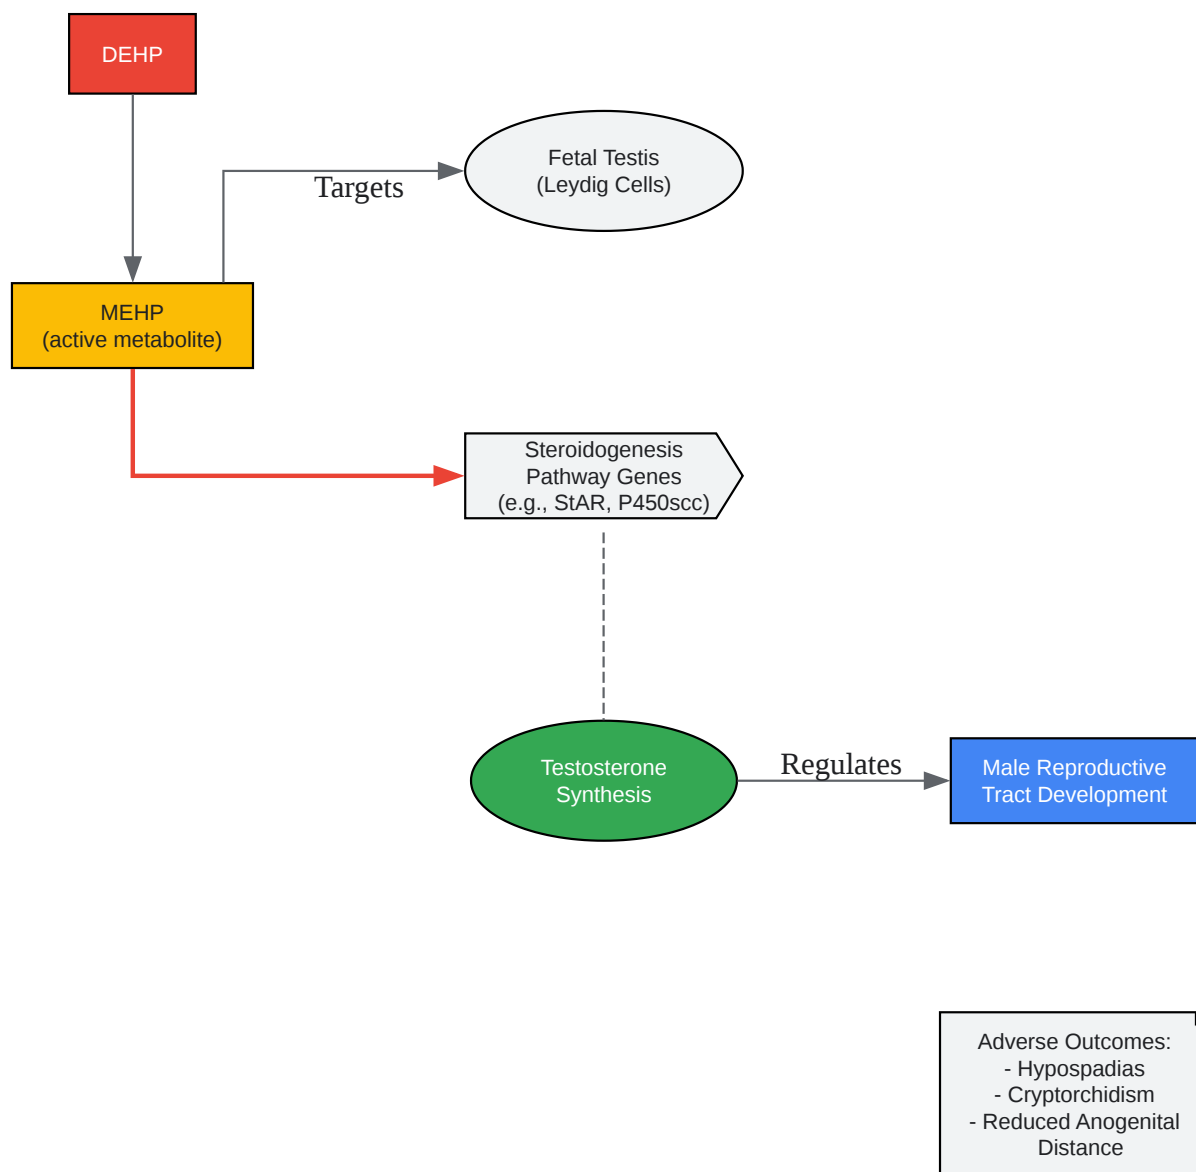 DEHP
Fetal Testis
(Leydig Cells)
Targets
MEHP
(active metabolite)
Steroidogenesis
Pathway Genes
(e.g., StAR, P450scc)
Testosterone
Synthesis
Regulates
Male Reproductive
Tract Development
Adverse Outcomes:
- Hypospadias
- Cryptorchidism
- Reduced Anogenital
Distance